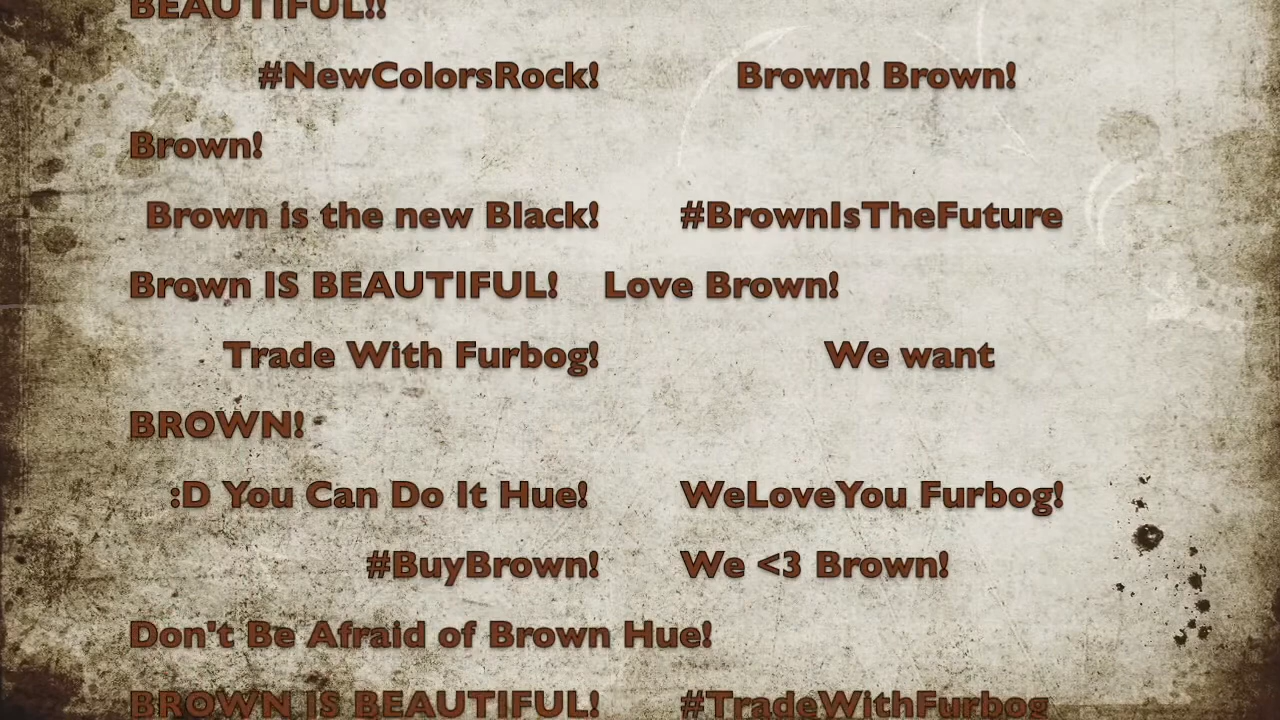 BEAUTIFUL!!
#NewColorsRock! Brown! Brown!
Brown!
Brown is the new Black! #BrownIsTheFuture
Brown IS BEAUTIFUL! Love Brown!
Trade With Furbog! We want
BROWN!
:D You Can Do It Hue! WeLoveYou Furbog!
#BuyBrown! We <3 Brown!
Don't Be Afraid of Brown Hue!
BROWN IS BEAUTIFUL! #TradeWithFurbog